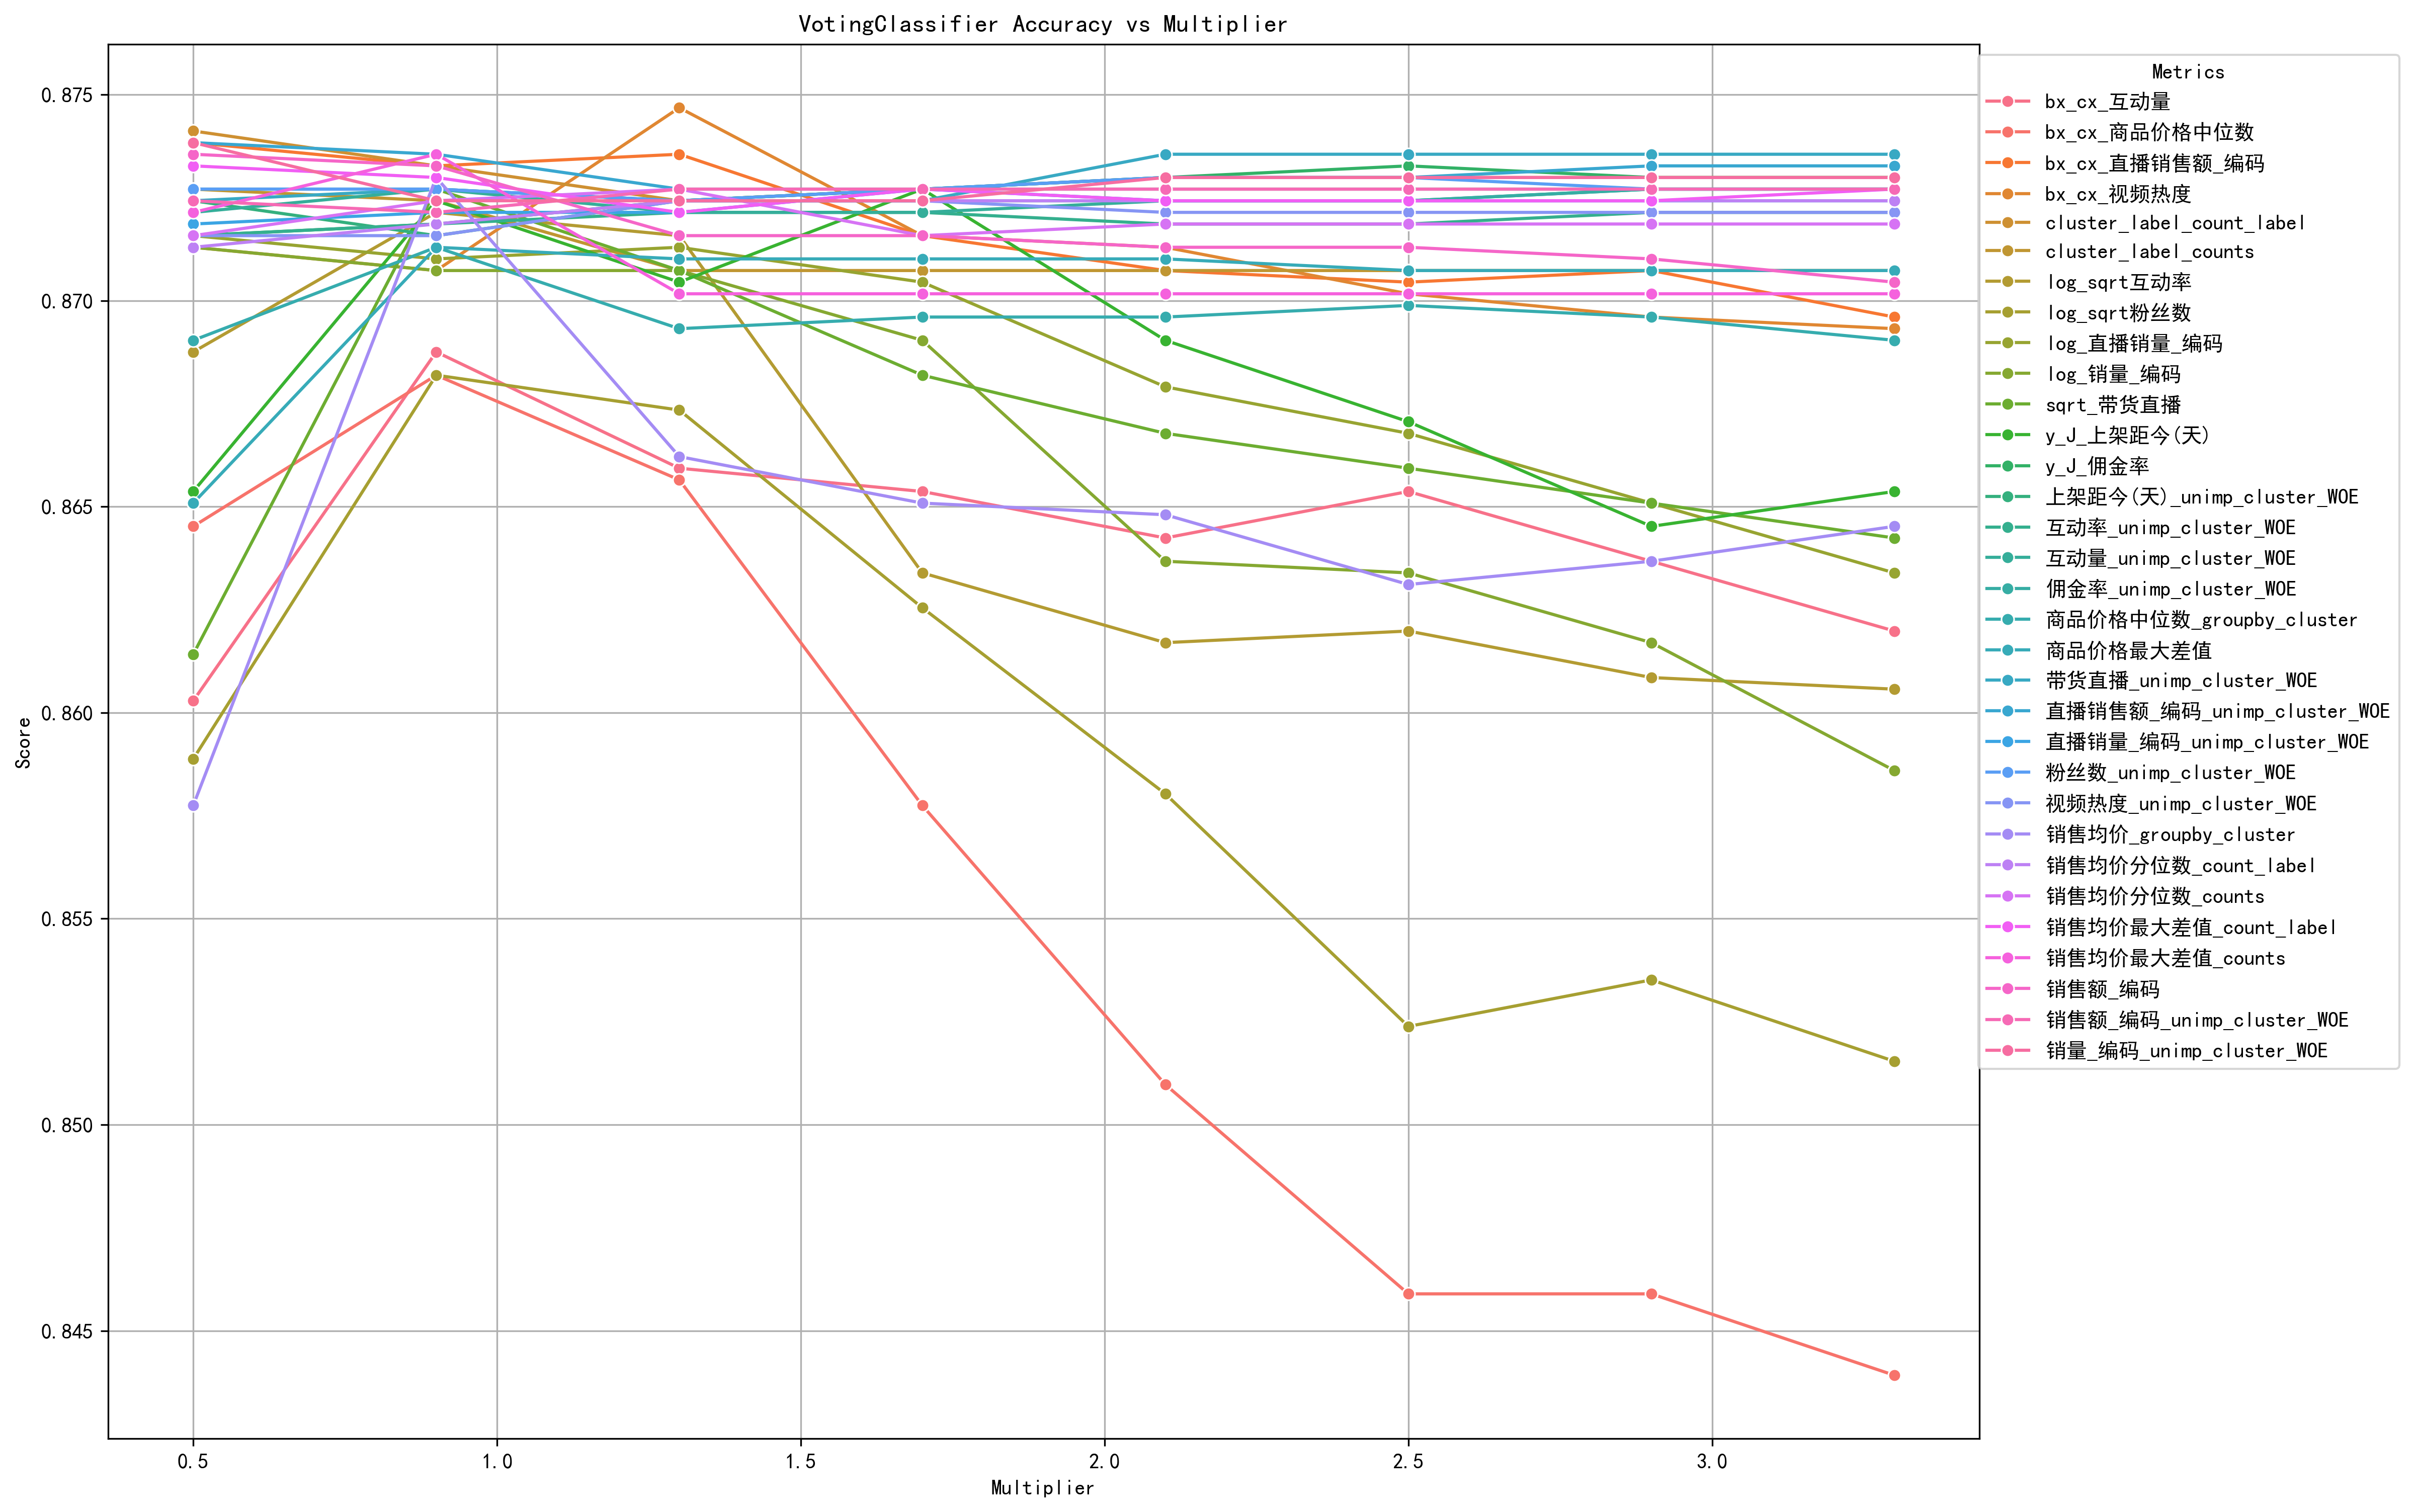 VotingClassifier Accuracy vs Multiplier
0.875
0.870
0.865
0.860
0.855
0.850
0.845
Score
0.5
1.0
1.5
2.0
2.5
3.0
Multiplier
Metrics
bx_cx_互动量
bx_cx_商品价格中位数
bx_cx_直播销售额_编码
bx_cx_视频热度
cluster_label_count_label
cluster_label_counts
log_sqrt互动率
log_sqrt粉丝数
log_直播销量_编码
log_销量_编码
sqrt_带货直播
y_J_上架距今(天)
y_J_佣金率
上架距今(天)_unimp_cluster_WOE
互动率_unimp_cluster_WOE
互动量_unimp_cluster_WOE
佣金率_unimp_cluster_WOE
商品价格中位数_groupby_cluster
商品价格最大差值
带货直播_unimp_cluster_WOE
直播销售额_编码_unimp_cluster_WOE
直播销量_编码_unimp_cluster_WOE
粉丝数_unimp_cluster_WOE
视频热度_unimp_cluster_WOE
销售均价_groupby_cluster
销售均价分位数_count_label
销售均价分位数_counts
销售均价最大差值_count_label
销售均价最大差值_counts
销售额_编码
销售额_编码_unimp_cluster_WOE
销量_编码_unimp_cluster_WOE